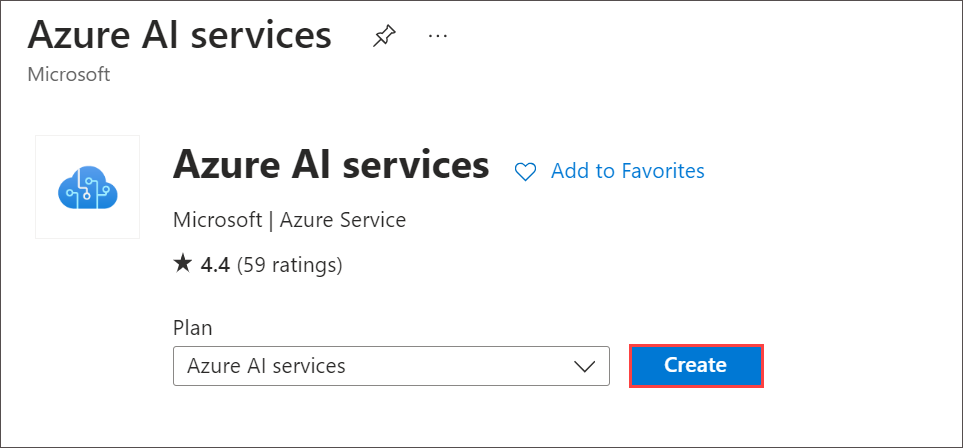 Azure AI services
Microsoft
Azure AI services
Add to Favorites
Microsoft | Azure Service
★ 4.4 (59 ratings)
Plan
Azure AI services
Create